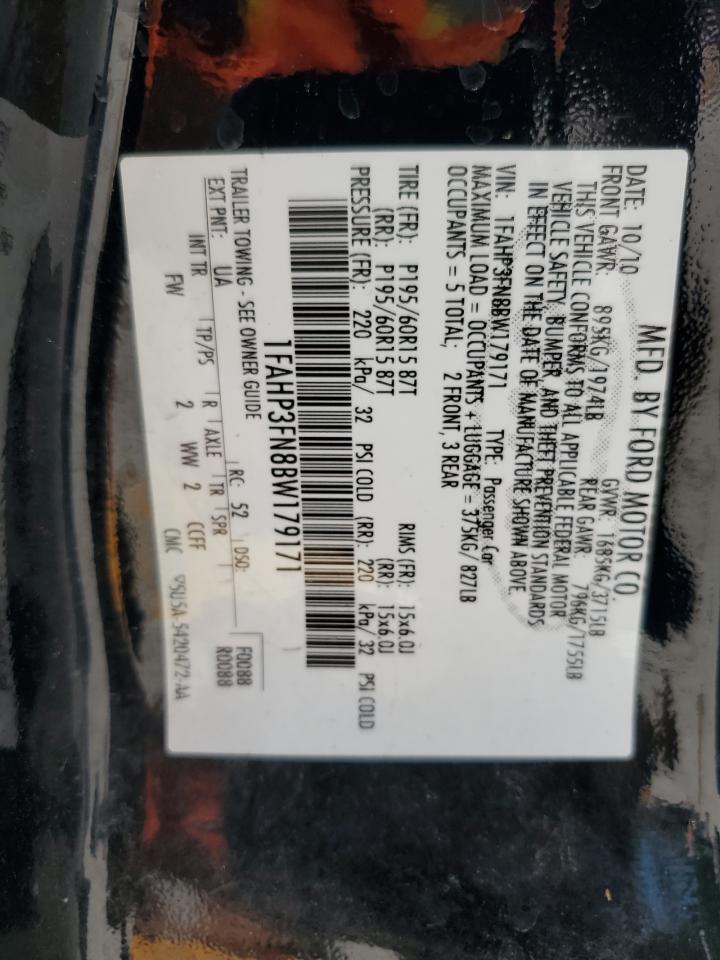 MFD. BY FORD MOTOR CO.
DATE: 10/10 GVWR: 1685KG/3715LB
FRONT GAWR: 895KG/1974LB REAR GAWR: 796KG/1755LB
THIS VEHICLE CONFORMS TO ALL APPLICABLE FEDERAL MOTOR
VEHICLE SAFETY, BUMPER, AND THEFT PREVENTION STANDARDS
IN EFFECT ON THE DATE OF MANUFACTURE SHOWN ABOVE.
VIN: 1FAHP3FN8BW179171 TYPE: Passenger Car
MAXIMUM LOAD = OCCUPANTS + LUGGAGE = 375KG/ 827LB
OCCUPANTS = 5 TOTAL; 2 FRONT, 3 REAR
TIRE (FR): P195/60R15 87T RIMS (FR): 15x6.0J
(RR): P195/60R15 87T (RR): 15x6.0J
PRESSURE (FR): 220 kPa/ 32 PSI COLD (RR): 220 kPa/ 32 PSI COLD
1FAHP3FN8BW179171
TRAILER TOWING - SEE OWNER GUIDE F0088
EXT PNT: UA RC: 52 DSO: R0088
INT TR TP/PS R AXLE TR SPR
FW 2 WW 2 CCFF
CMC 5U5A-5420472-AA